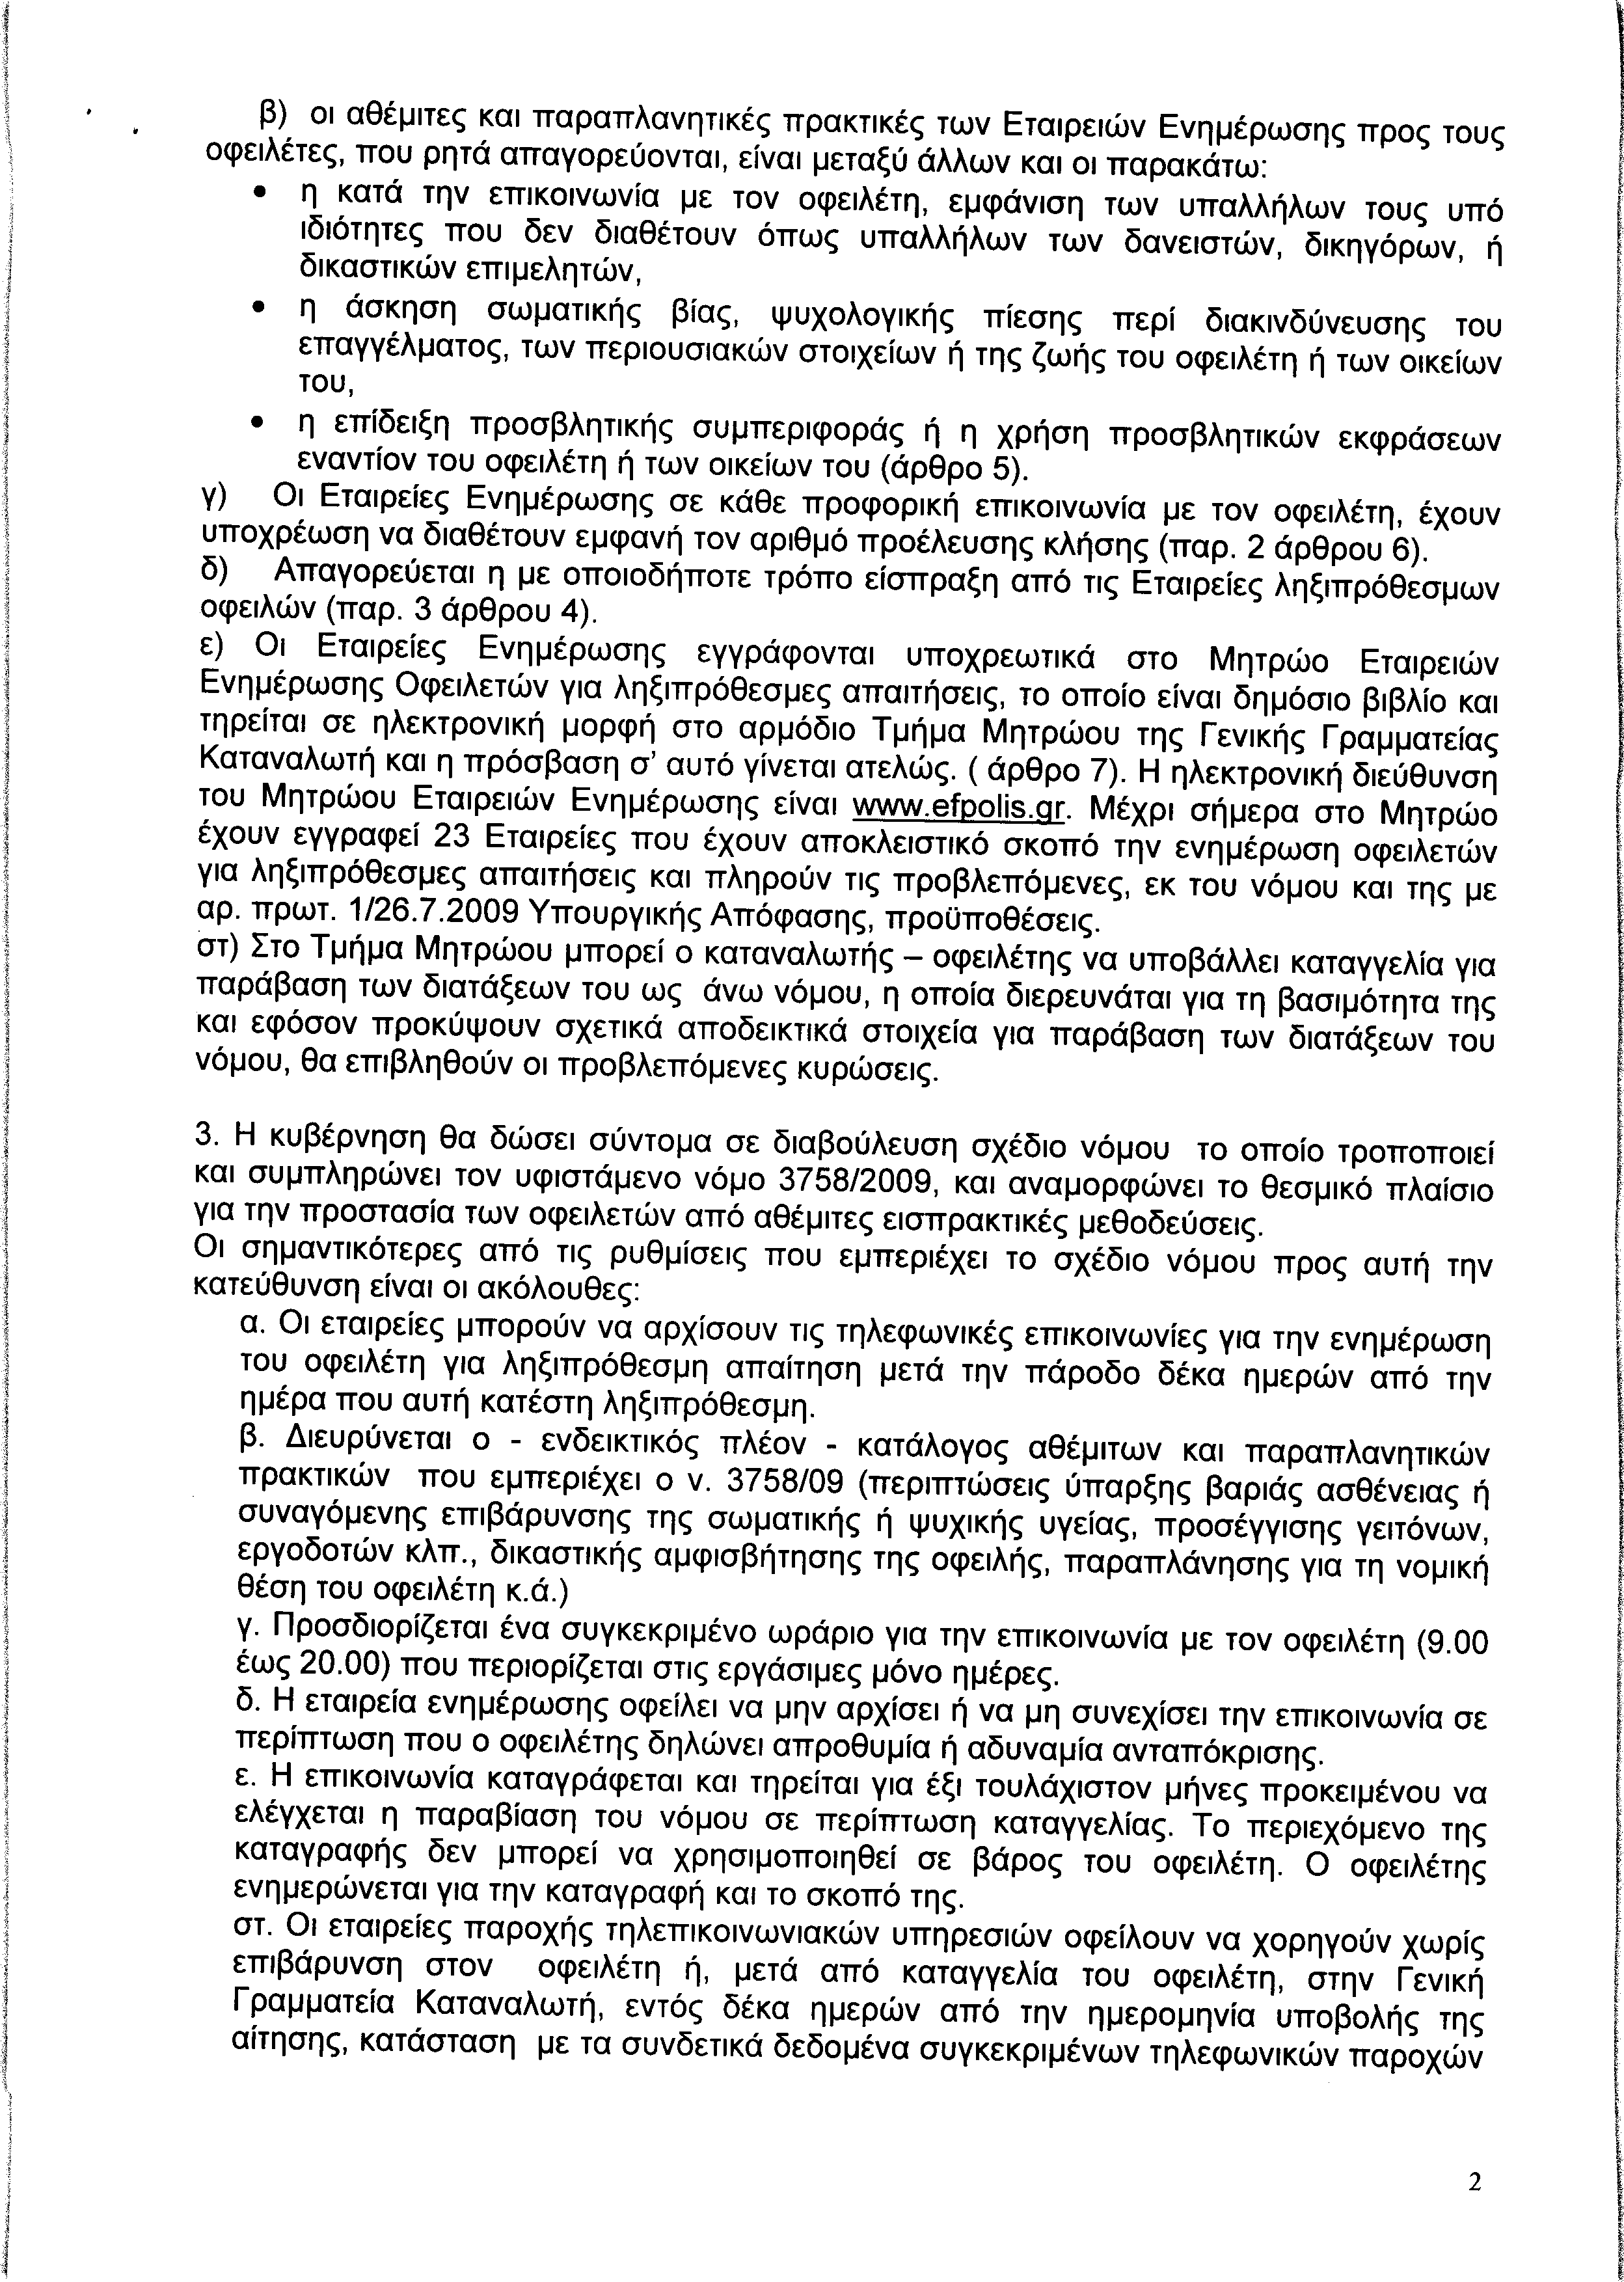 β) οι αθέμιτες και παραπλανητικές πρακτικές των Εταιρειών Ενημέρωσης προς τους
οφειλέτες, που ρητά απαγορεύονται, είναι μεταξύ άλλων και οι παρακάτω:
• η κατά την επικοινωνία με τον οφειλέτη, εμφάνιση των υπαλλήλων τους υπό
ιδιότητες που δεν διαθέτουν όπως υπαλλήλων των δανειστών, δικηγόρων, ή
δικαστικών επιμελητών,
• η άσκηση σωματικής βίας, ψυχολογικής πίεσης περί διακινδύνευσης του
επαγγέλματος, των περιουσιακών στοιχείων ή της ζωής του οφειλέτη ή των οικείων
του,
• η επίδειξη προσβλητικής συμπεριφοράς ή η χρήση προσβλητικών εκφράσεων
εναντίον του οφειλέτη ή των οικείων του (άρθρο 5).
γ) Οι Εταιρείες Ενημέρωσης σε κάθε προφορική επικοινωνία με τον οφειλέτη, έχουν
υποχρέωση να διαθέτουν εμφανή τον αριθμό προέλευσης κλήσης (παρ. 2 άρθρου 6).
δ) Απαγορεύεται η με οποιοδήποτε τρόπο είσπραξη από τις Εταιρείες ληξιπρόθεσμων
οφειλών (παρ. 3 άρθρου 4).
ε) Οι Εταιρείες Ενημέρωσης εγγράφονται υποχρεωτικά στο Μητρώο Εταιρειών
Ενημέρωσης Οφειλετών για ληξιπρόθεσμες απαιτήσεις, το οποίο είναι δημόσιο βιβλίο και
τηρείται σε ηλεκτρονική μορφή στο αρμόδιο Τμήμα Μητρώου της Γενικής Γραμματείας
Καταναλωτή και η πρόσβαση σ’ αυτό γίνεται ατελώς. ( άρθρο 7). Η ηλεκτρονική διεύθυνση
του Μητρώου Εταιρειών Ενημέρωσης είναι www.efpolis.gr. Μέχρι σήμερα στο Μητρώο
έχουν εγγραφεί 23 Εταιρείες που έχουν αποκλειστικό σκοπό την ενημέρωση οφειλετών
για ληξιπρόθεσμες απαιτήσεις και πληρούν τις προβλεπόμενες, εκ του νόμου και της με
αρ. πρωτ. 1/26.7.2009 Υπουργικής Απόφασης, προϋποθέσεις.
στ) Στο Τμήμα Μητρώου μπορεί ο καταναλωτής – οφειλέτης να υποβάλλει καταγγελία για
παράβαση των διατάξεων του ως άνω νόμου, η οποία διερευνάται για τη βασιμότητα της
και εφόσον προκύψουν σχετικά αποδεικτικά στοιχεία για παράβαση των διατάξεων του
νόμου, θα επιβληθούν οι προβλεπόμενες κυρώσεις.
3. Η κυβέρνηση θα δώσει σύντομα σε διαβούλευση σχέδιο νόμου το οποίο τροποποιεί
και συμπληρώνει τον υφιστάμενο νόμο 3758/2009, και αναμορφώνει το θεσμικό πλαίσιο
για την προστασία των οφειλετών από αθέμιτες εισπρακτικές μεθοδεύσεις.
Οι σημαντικότερες από τις ρυθμίσεις που εμπεριέχει το σχέδιο νόμου προς αυτή την
κατεύθυνση είναι οι ακόλουθες:
α. Οι εταιρείες μπορούν να αρχίσουν τις τηλεφωνικές επικοινωνίες για την ενημέρωση
του οφειλέτη για ληξιπρόθεσμη απαίτηση μετά την πάροδο δέκα ημερών από την
ημέρα που αυτή κατέστη ληξιπρόθεσμη.
β. Διευρύνεται ο - ενδεικτικός πλέον - κατάλογος αθέμιτων και παραπλανητικών
πρακτικών που εμπεριέχει ο ν. 3758/09 (περιπτώσεις ύπαρξης βαριάς ασθένειας ή
συναγόμενης επιβάρυνσης της σωματικής ή ψυχικής υγείας, προσέγγισης γειτόνων,
εργοδοτών κλπ., δικαστικής αμφισβήτησης της οφειλής, παραπλάνησης για τη νομική
θέση του οφειλέτη κ.ά.)
γ. Προσδιορίζεται ένα συγκεκριμένο ωράριο για την επικοινωνία με τον οφειλέτη (9.00
έως 20.00) που περιορίζεται στις εργάσιμες μόνο ημέρες.
δ. Η εταιρεία ενημέρωσης οφείλει να μην αρχίσει ή να μη συνεχίσει την επικοινωνία σε
περίπτωση που ο οφειλέτης δηλώνει απροθυμία ή αδυναμία ανταπόκρισης.
ε. Η επικοινωνία καταγράφεται και τηρείται για έξι τουλάχιστον μήνες προκειμένου να
ελέγχεται η παραβίαση του νόμου σε περίπτωση καταγγελίας. Το περιεχόμενο της
καταγραφής δεν μπορεί να χρησιμοποιηθεί σε βάρος του οφειλέτη. Ο οφειλέτης
ενημερώνεται για την καταγραφή και το σκοπό της.
στ. Οι εταιρείες παροχής τηλεπικοινωνιακών υπηρεσιών οφείλουν να χορηγούν χωρίς
επιβάρυνση στον οφειλέτη ή, μετά από καταγγελία του οφειλέτη, στην Γενική
Γραμματεία Καταναλωτή, εντός δέκα ημερών από την ημερομηνία υποβολής της
αίτησης, κατάσταση με τα συνδετικά δεδομένα συγκεκριμένων τηλεφωνικών παροχών
2